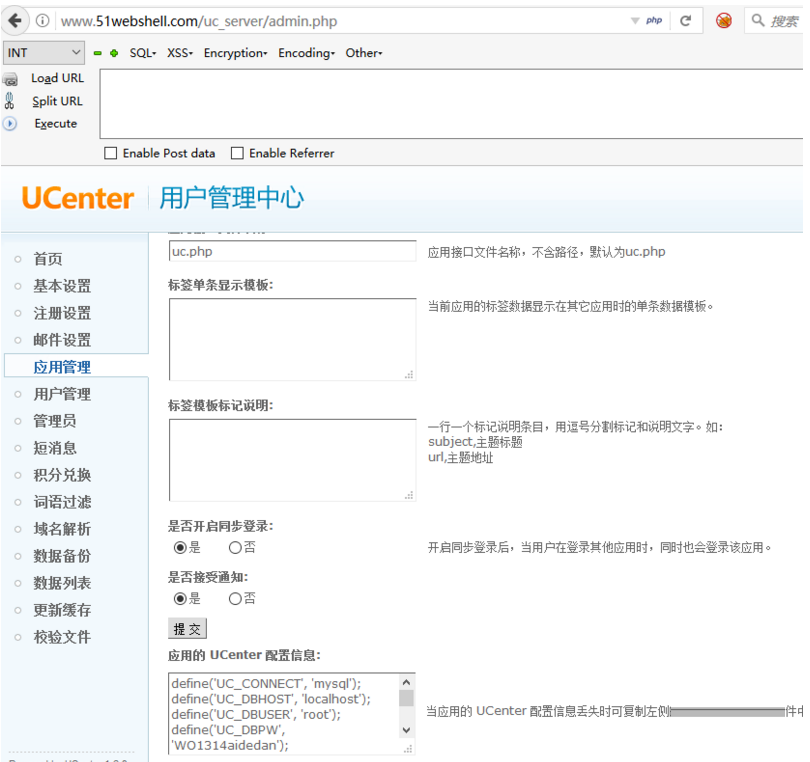 www.51webshell.com/uc_server/admin.php
php
搜索
INT
SQL
XSS
Encryption
Encoding
Other
Load URL
Split URL
Execute
Enable Post data
Enable Referrer
UCenter
用户管理中心
首页
基本设置
注册设置
邮件设置
应用管理
用户管理
管理员
短消息
积分兑换
词语过滤
域名解析
数据备份
数据列表
更新缓存
校验文件
uc.php
应用接口文件名称，不含路径，默认为uc.php
标签单条显示模板:
当前应用的标签数据显示在其它应用时的单条数据模板。
标签模板标记说明:
一行一个标记说明条目，用逗号分割标记和说明文字。如:
subject,主题标题
url,主题地址
是否开启同步登录:
是 否
开启同步登录后，当用户在登录其他应用时，同时也会登录该应用。
是否接受通知:
是 否
提 交
应用的 UCenter 配置信息:
define('UC_CONNECT', 'mysql');
define('UC_DBHOST', 'localhost');
define('UC_DBUSER', 'root');
define('UC_DBPW',
'WO1314aidedan');
当应用的 UCenter 配置信息丢失时可复制左侧
件中